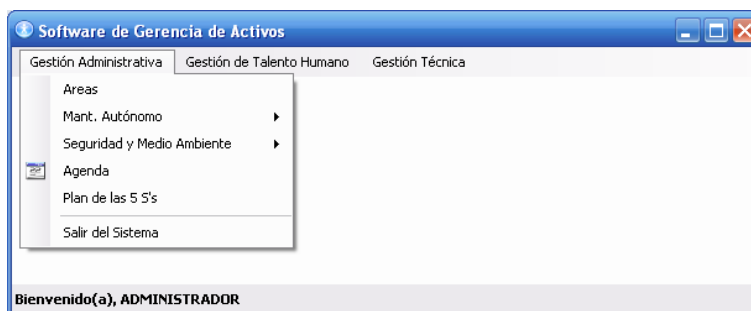 Software de Gerencia de Activos
Gestión Administrativa Gestión de Talento Humano Gestión Técnica
Areas
Mant. Autónomo
Seguridad y Medio Ambiente
Agenda
Plan de las 5 S's
Salir del Sistema
Bienvenido(a), ADMINISTRADOR